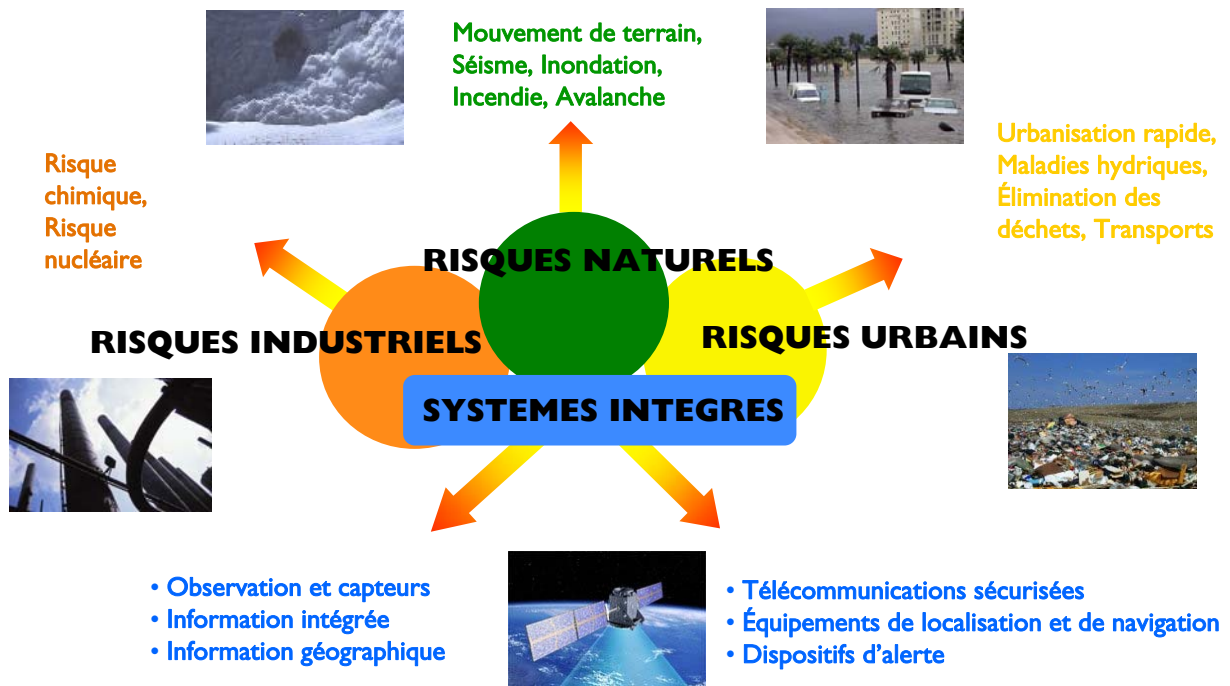 Mouvement de terrain,
Séisme, Inondation,
Incendie, Avalanche
Urbanisation rapide,
Maladies hydriques,
Élimination des
déchets, Transports
Risque
chimique,
Risque
nucléaire
RISQUES NATURELS
RISQUES INDUSTRIELS
RISQUES URBAINS
SYSTEMES INTEGRES
• Observation et capteurs
• Information intégrée
• Information géographique
• Télécommunications sécurisées
• Équipements de localisation et de navigation
• Dispositifs d’alerte